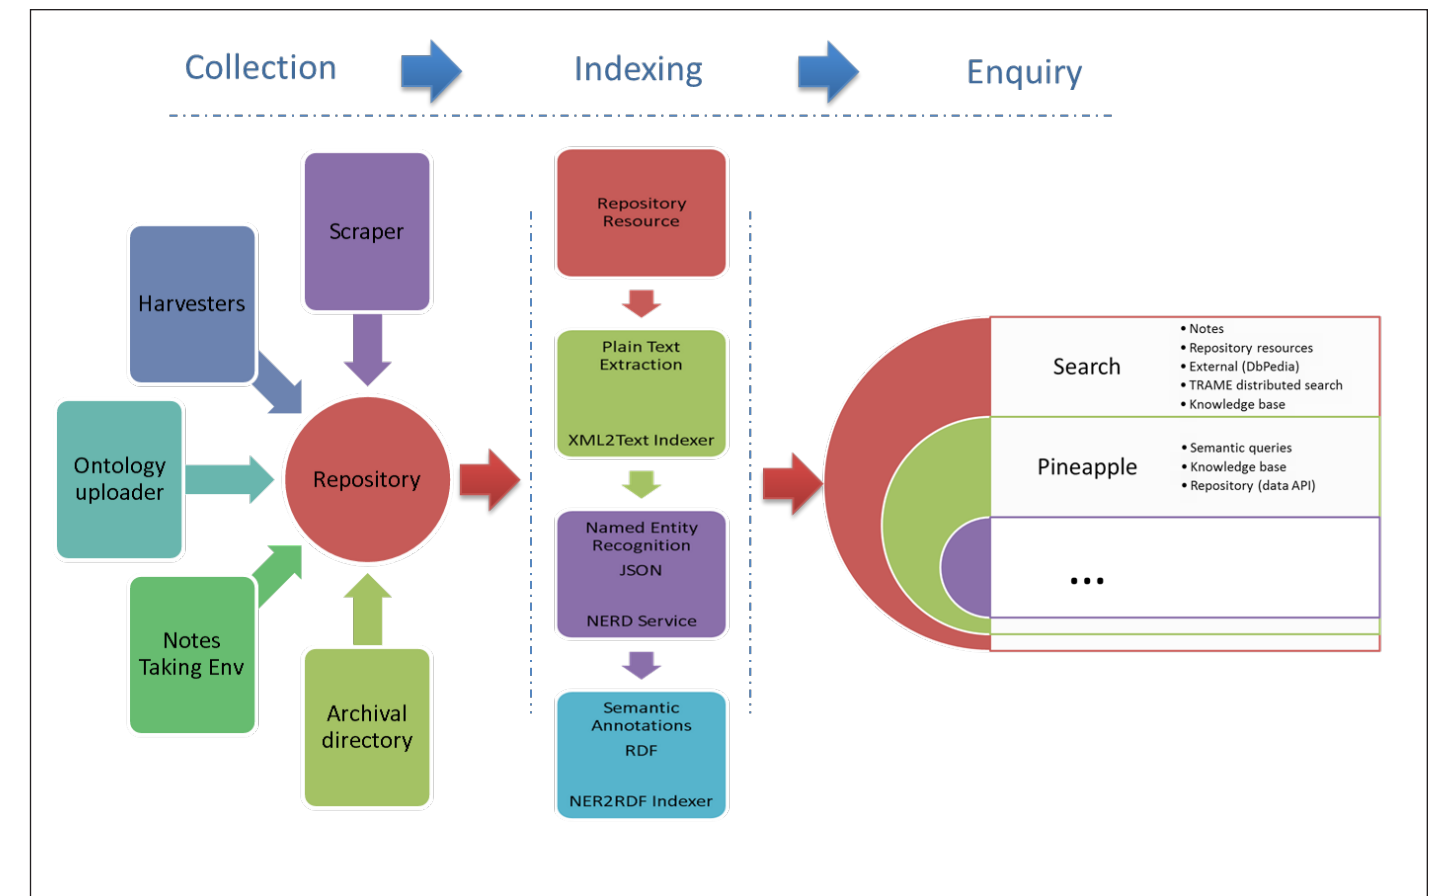 Collection
Indexing
Enquiry
Scraper
Harvesters
Ontology
uploader
Repository
Notes
Taking Env
Archival
directory
Repository
Resource
Plain Text
Extraction
XML2Text Indexer
Named Entity
Recognition
JSON
NERD Service
Semantic
Annotations
RDF
NER2RDF Indexer
Search
• Notes
• Repository resources
• External (DbPedia)
• TRAME distributed search
• Knowledge base
Pineapple
• Semantic queries
• Knowledge base
• Repository (data API)
...